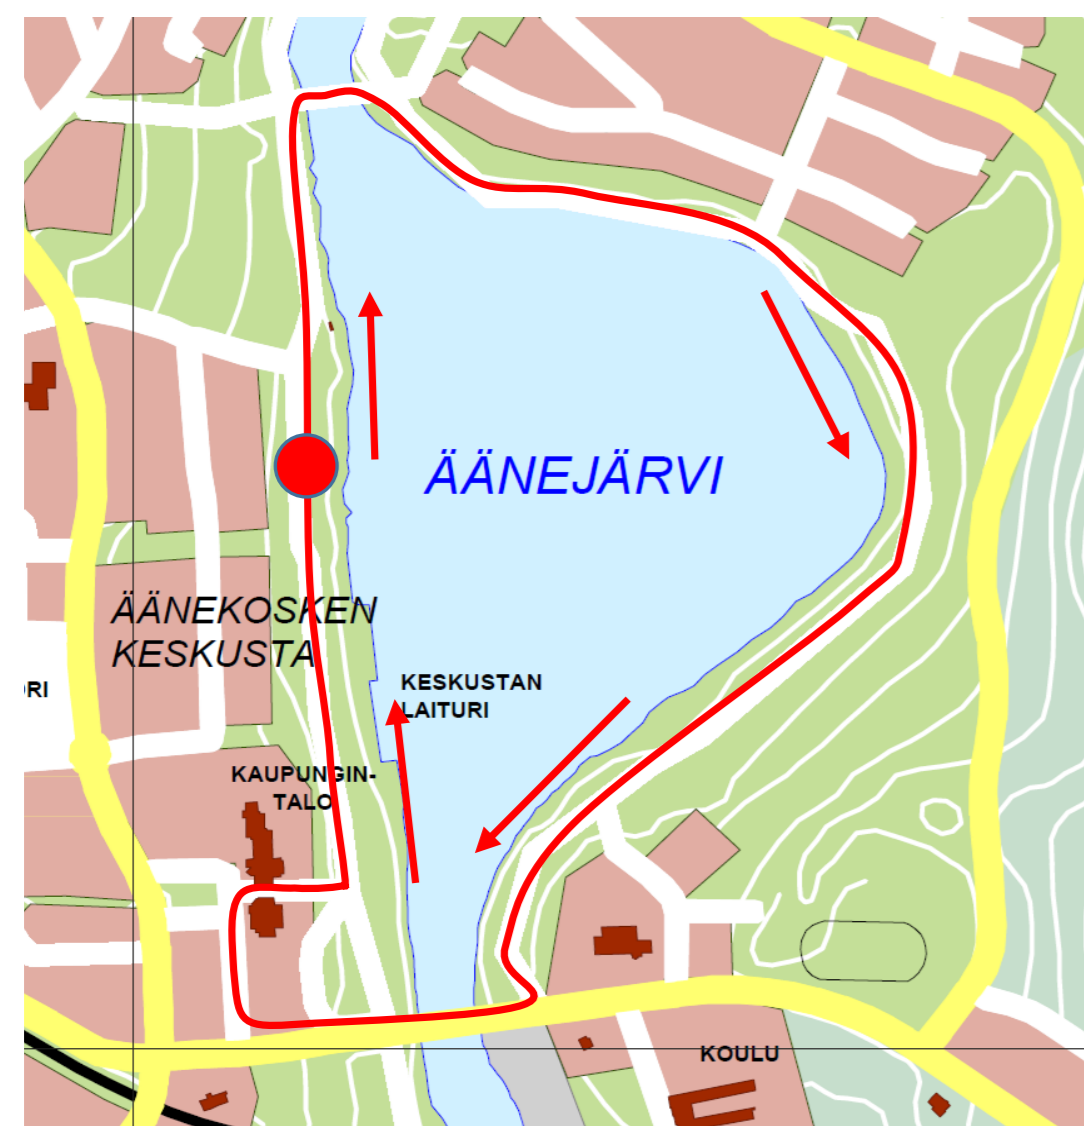 ÄÄNEJÄRVI
ÄÄNEKOSKEN
KESKUSTA
RI
KESKUSTAN
LAITURI
KAUPUNGIN-
TALO
KOULU